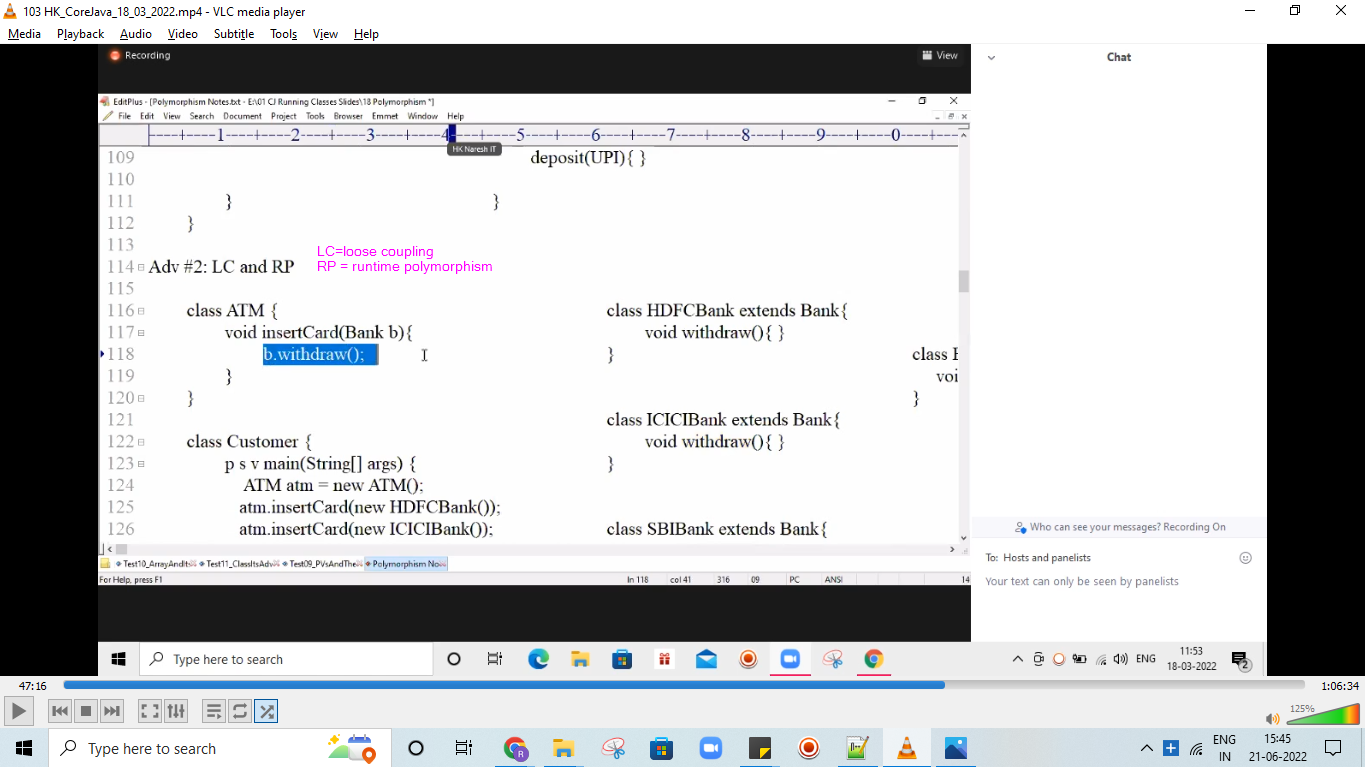 103 HK_CoreJava_18_03_2022.mp4 - VLC media player
Media Playback Audio Video Subtitle Tools View Help
Recording
View
Chat
EditPlus - [Polymorphism Notes.txt - E:\01 CJ Running Classes Slides\18 Polymorphism *]
File Edit View Search Document Project Tools Browser Emmet Window Help
----+----1----+----2----+----3----+----4----+----5----+----6----+----7----+----8----+----9----+----0----+
HK Naresh IT
109 deposit(UPI){ }
110
111 } }
112 }
113
LC=loose coupling
114 Adv #2: LC and RP RP = runtime polymorphism
115
116 class ATM { class HDFCBank extends Bank{
117 void insertCard(Bank b){ void withdraw(){ }
118 b.withdraw(); } class
119 }
120 } }
121 class ICICIBank extends Bank{
122 class Customer { void withdraw(){ }
123 p s v main(String[] args) { }
124 ATM atm = new ATM();
125 atm.insertCard(new HDFCBank());
126 atm.insertCard(new ICICIBank()); class SBIBank extends Bank{
Who can see your messages? Recording On
To: Hosts and panelists
Your text can only be seen by panelists
Test10_ArrayAndIts Test11_ClassItsAdv Test09_PVsAndThe Polymorphism No
For Help, press F1 ln 118 col 41 316 09 PC ANSI 14
Type here to search
ENG
11:53
18-03-2022
2
47:16
1:06:34
125%
Type here to search
ENG
IN
15:45
21-06-2022